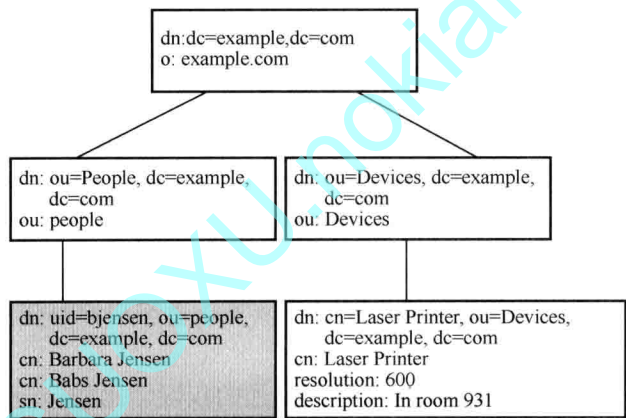 dn:dc=example,dc=com
o: example.com
dn: ou=People, dc=example,
dc=com
ou: people
dn: ou=Devices, dc=example,
dc=com
ou: Devices
dn: uid=bjensen, ou=people,
dc=example, dc=com
cn: Barbara Jensen
cn: Babs Jensen
sn: Jensen
dn: cn=Laser Printer, ou=Devices,
dc=example, dc=com
cn: Laser Printer
resolution: 600
description: In room 931